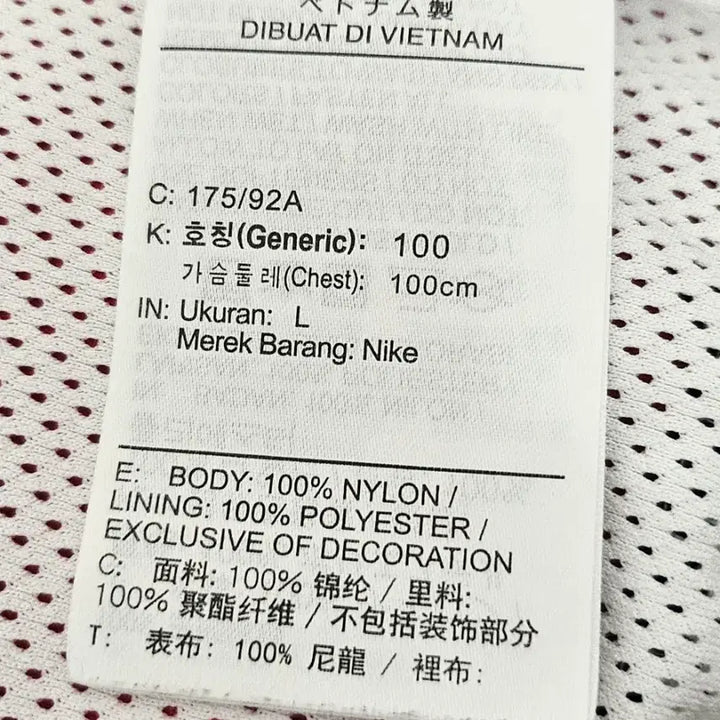 ベトナム製
DIBUAT DI VIETNAM
C: 175/92A
K: 호칭(Generic): 100
가슴둘레(Chest): 100cm
IN: Ukuran: L
Merek Barang: Nike
E: BODY: 100% NYLON /
LINING: 100% POLYESTER /
EXCLUSIVE OF DECORATION
C: 面料: 100% 锦纶 / 里料:
100% 聚酯纤维 / 不包括装饰部分
T: 表布: 100% 尼龍 / 裡布: